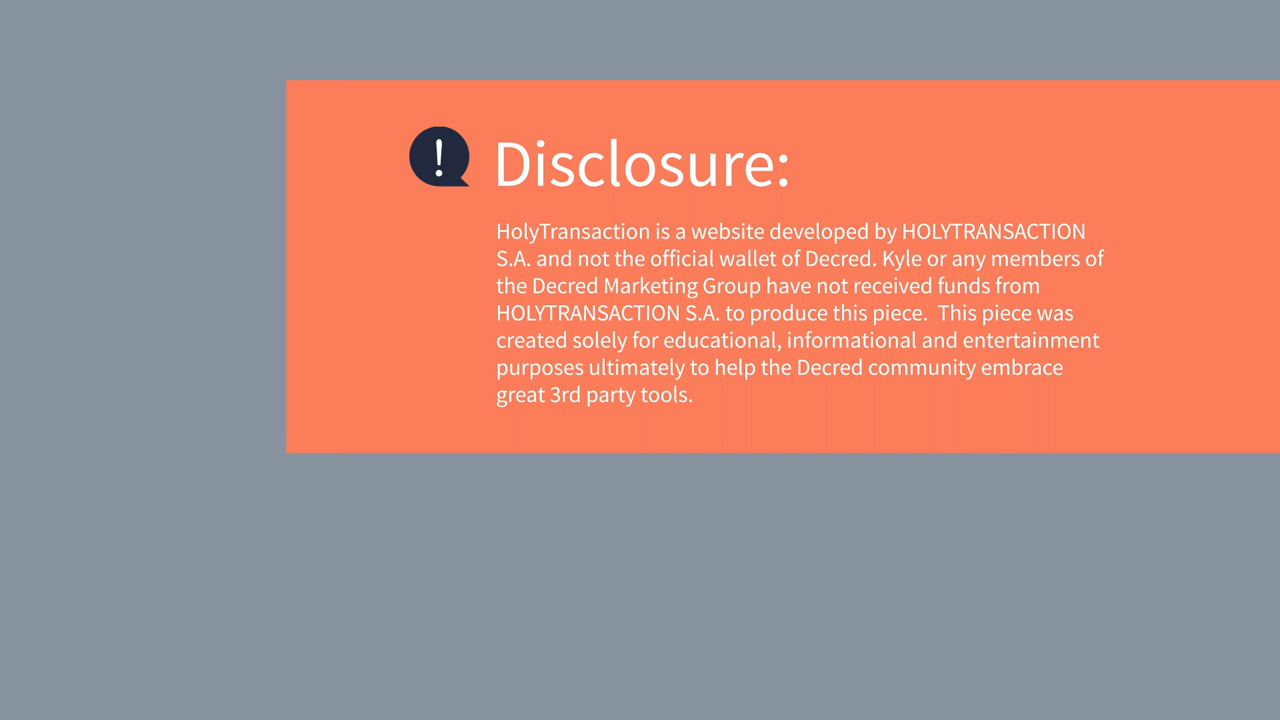 !
Disclosure:
HolyTransaction is a website developed by HOLYTRANSACTION
S.A. and not the official wallet of Decred. Kyle or any members of
the Decred Marketing Group have not received funds from
HOLYTRANSACTION S.A. to produce this piece.  This piece was
created solely for educational, informational and entertainment
purposes ultimately to help the Decred community embrace
great 3rd party tools.